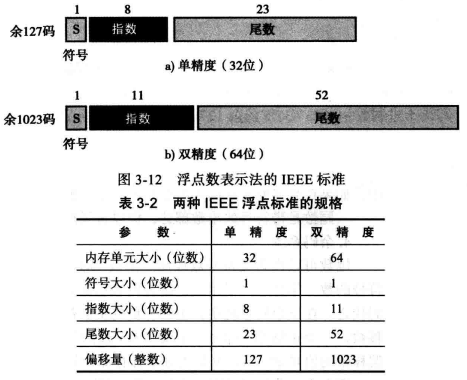 1 8 23
余127码 S 指数 尾数
符号
a) 单精度（32位）
1 11 52
余1023码 S 指数 尾数
符号
b) 双精度（64位）
图 3-12 浮点数表示法的 IEEE 标准
表 3-2 两种 IEEE 浮点标准的规格
参 数 单 精 度 双 精 度
内存单元大小（位数） 32 64
符号大小（位数） 1 1
指数大小（位数） 8 11
尾数大小（位数） 23 52
偏移量（整数） 127 1023